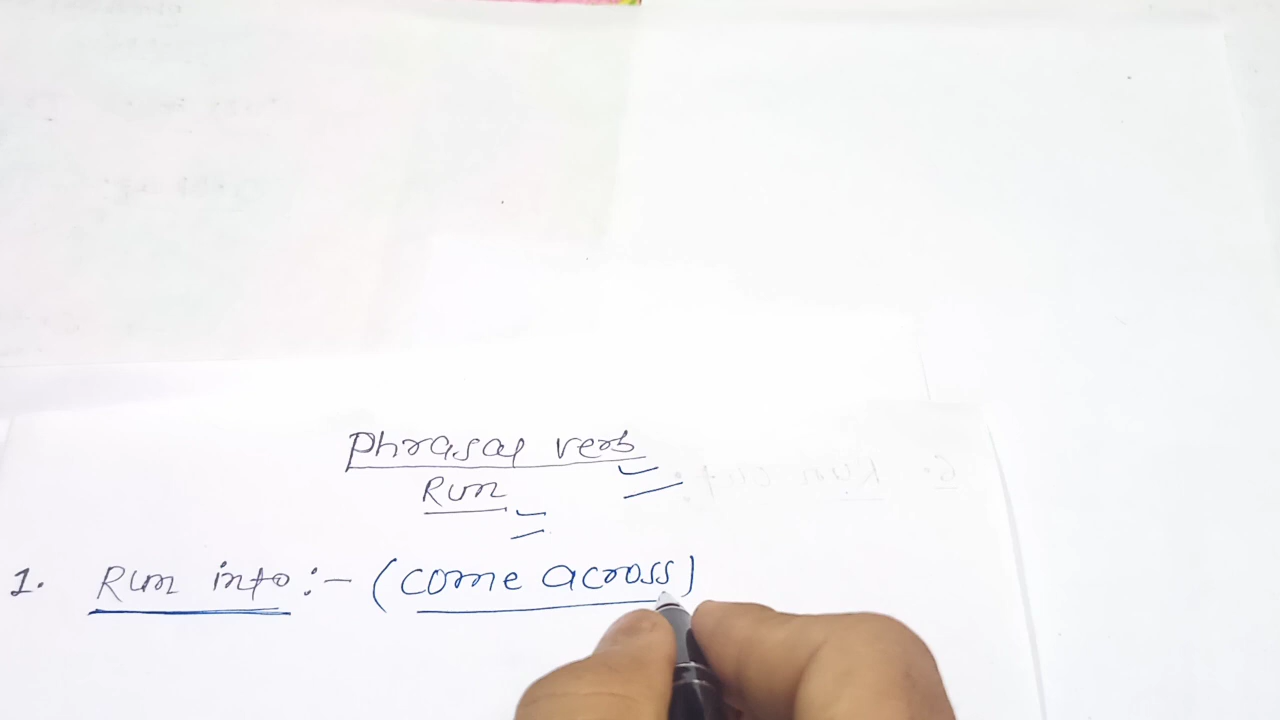 Phrasal verb
Run
1. Run into :- (come across)